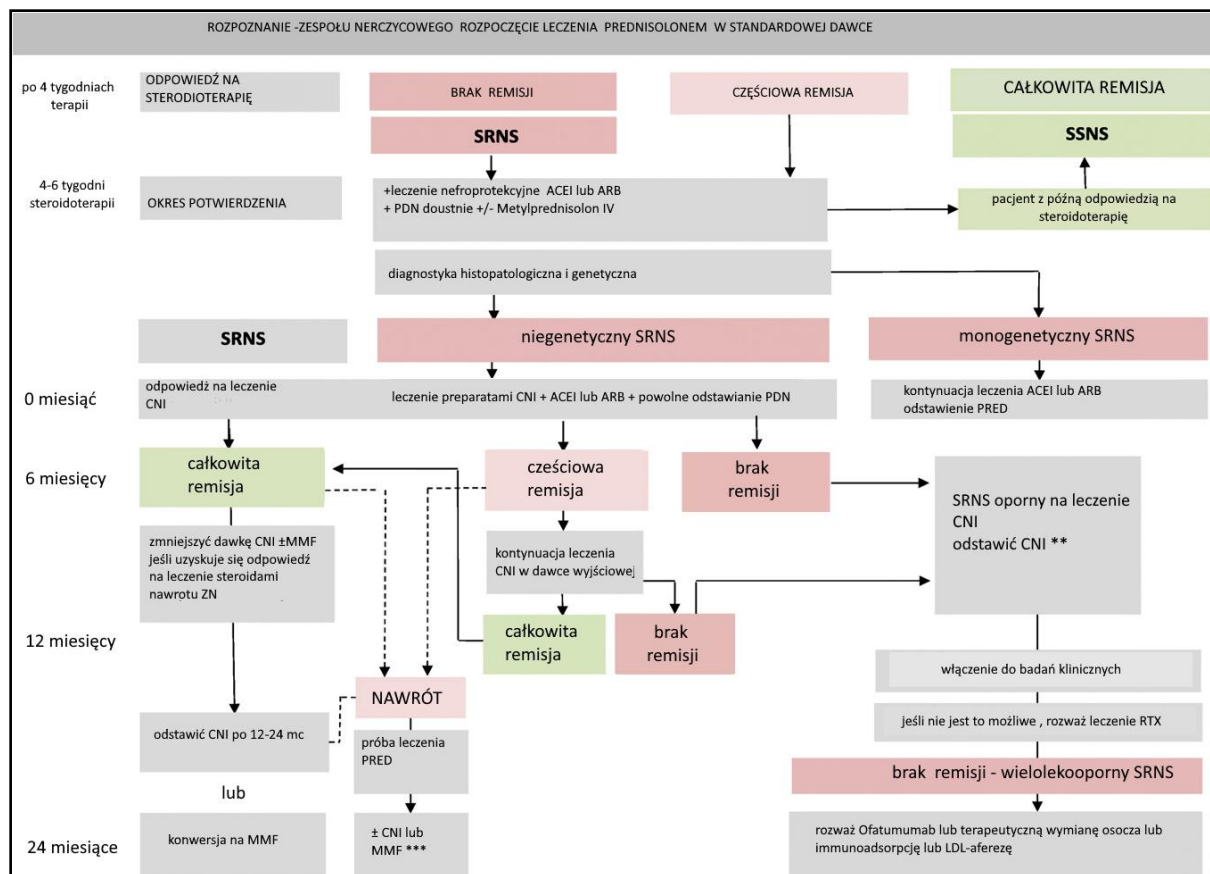 ROZPOZNANIE -ZESPOŁU NERCZYCOWEGO ROZPOCZĘCIE LECZENIA PREDNISOLONEM W STANDARDOWEJ DAWCE
po 4 tygodniach
terapii
ODPOWIEDŹ NA
STERODIOTERAPIĘ
BRAK REMISJI
CZĘŚCIOWA REMISJA
CAŁKOWITA REMISJA
SRNS
SSNS
4-6 tygodni
steroidoterapii
OKRES POTWIERDZENIA
+leczenie nefroprotekcyjne ACEI lub ARB
+ PDN doustnie +/- Metylprednisolon IV
pacjent z późną odpowiedzią na
steroidoterapię
diagnostyka histopatologiczna i genetyczna
SRNS
niegenetyczny SRNS
monogenetyczny SRNS
0 miesiąć
odpowiedż na leczenie
CNI
leczenie preparatami CNI + ACEI lub ARB + powolne odstawianie PDN
kontynuacja leczenia ACEI lub ARB
odstawienie PRED
6 miesięcy
całkowita
remisja
cześciowa
remisja
brak
remisji
SRNS oporny na leczenie
CNI
odstawić CNI **
zmniejszyć dawkę CNI ±MMF
jeśli uzyskuje się odpowiedź
na leczenie steroidami
nawrotu ZN
kontynuacja leczenia
CNI w dawce wyjściowej
12 miesięcy
całkowita
remisja
brak
remisji
włączenie do badań klinicznych
NAWRÓT
jeśli nie jest to możliwe , rozważ leczenie RTX
odstawić CNI po 12-24 mc
próba leczenia
PRED
brak remisji - wielolekooporny SRNS
lub
24 miesiące
konwersja na MMF
± CNI lub
MMF ***
rozważ Ofatumumab lub terapeutyczną wymianę osocza lub
immunoadsorpcję lub LDL-aferezę